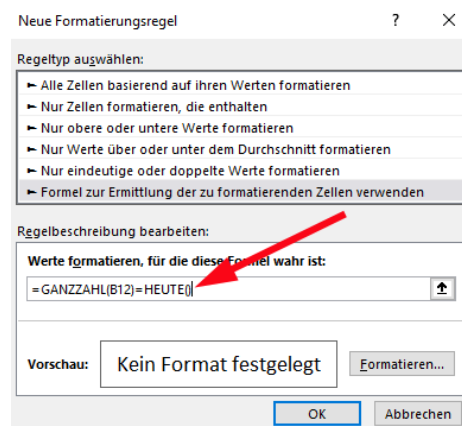 Neue Formatierungsregel ? ×
Regeltyp auswählen:
► Alle Zellen basierend auf ihren Werten formatieren
► Nur Zellen formatieren, die enthalten
► Nur obere oder untere Werte formatieren
► Nur Werte über oder unter dem Durchschnitt formatieren
► Nur eindeutige oder doppelte Werte formatieren
► Formel zur Ermittlung der zu formatierenden Zellen verwenden
Regelbeschreibung bearbeiten:
Werte formatieren, für die diese Formel wahr ist:
=GANZZAHL(B12)=HEUTE()
Vorschau: Kein Format festgelegt Formatieren...
OK Abbrechen